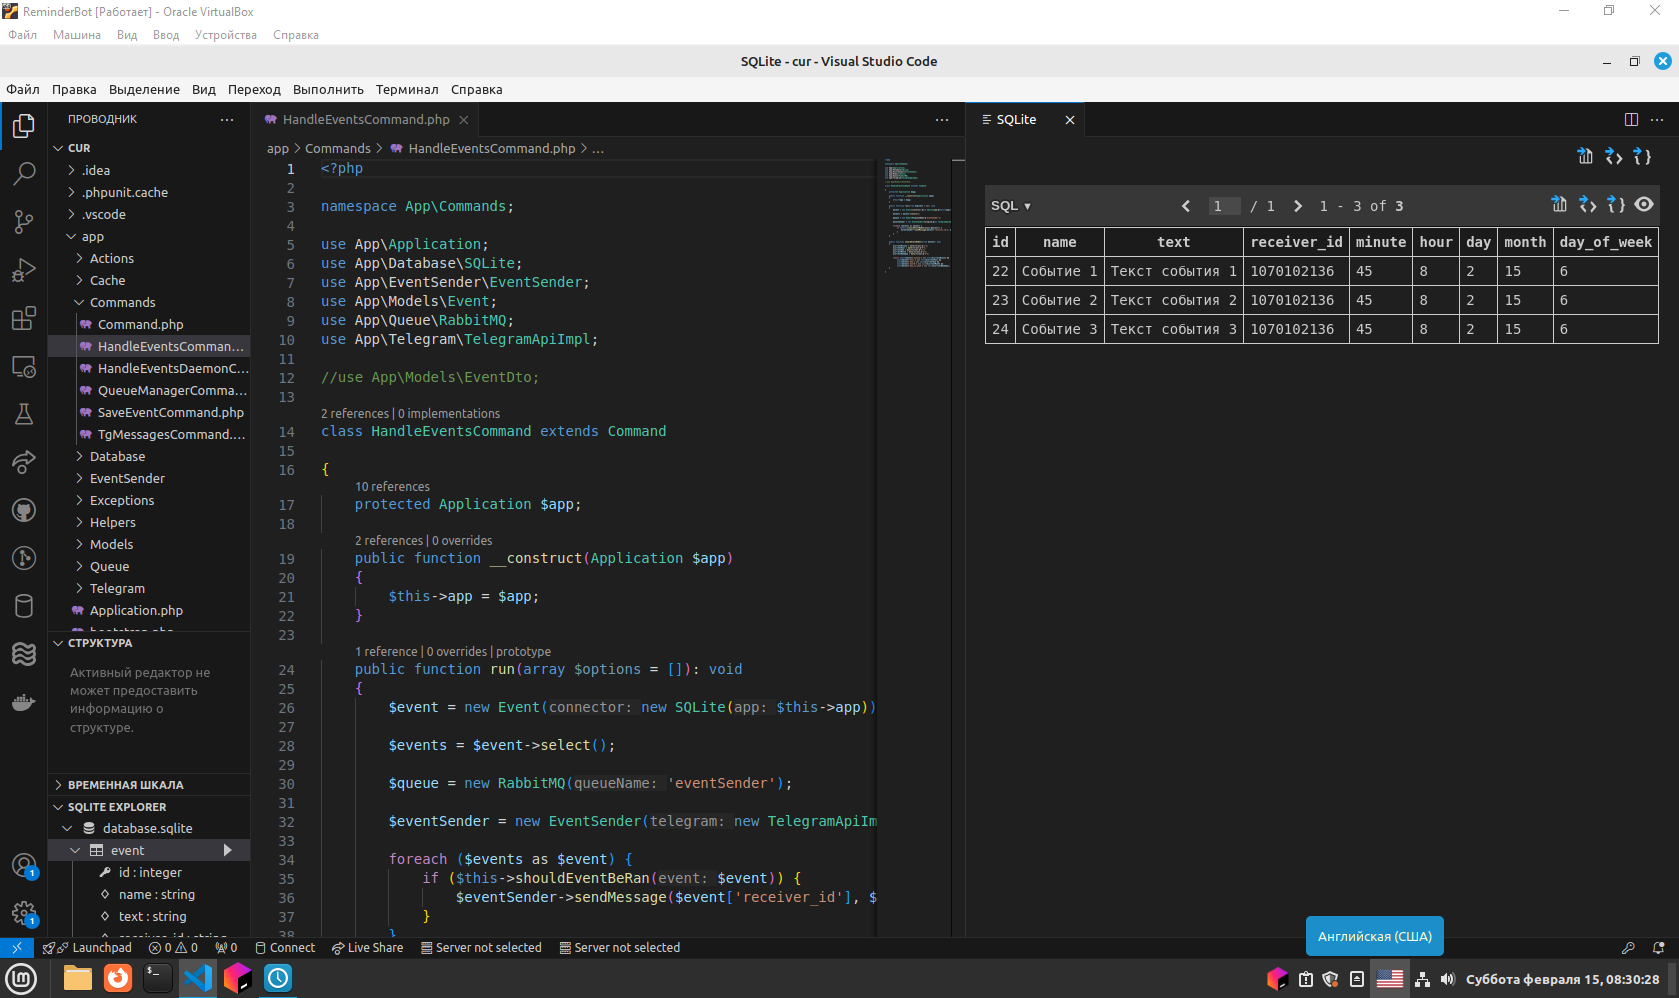 ReminderBot [Работает] - Oracle VirtualBox
Файл Машина Вид Ввод Устройства Справка
SQLite - cur - Visual Studio Code
Файл Правка Выделение Вид Переход Выполнить Терминал Справка
ПРОВОДНИК ...
CUR
.idea
.phpunit.cache
.vscode
app
Actions
Cache
Commands
Command.php
HandleEventsComman...
HandleEventsDaemonC...
QueueManagerComma...
SaveEventCommand.php
TgMessagesCommand....
Database
EventSender
Exceptions
Helpers
Models
Queue
Telegram
Application.php
СТРУКТУРА
Активный редактор не
может предоставить
информацию о
структуре.
ВРЕМЕННАЯ ШКАЛА
SQLITE EXPLORER
database.sqlite
event
id : integer
name : string
text : string
1
1
HandleEventsCommand.php
app > Commands > HandleEventsCommand.php > ...
1 <?php
2
3 namespace App\Commands;
4
5 use App\Application;
6 use App\Database\SQLite;
7 use App\EventSender\EventSender;
8 use App\Models\Event;
9 use App\Queue\RabbitMQ;
10 use App\Telegram\TelegramApiImpl;
11
12 //use App\Models\EventDto;
13
2 references | 0 implementations
14 class HandleEventsCommand extends Command
15
16 {
10 references
17 protected Application $app;
18
2 references | 0 overrides
19 public function __construct(Application $app)
20 {
21 $this->app = $app;
22 }
23
1 reference | 0 overrides | prototype
24 public function run(array $options = []): void
25 {
26 $event = new Event(connector: new SQLite(app: $this->app))
27
28 $events = $event->select();
29
30 $queue = new RabbitMQ(queueName: 'eventSender');
31
32 $eventSender = new EventSender(telegram: new TelegramApiIm
33
34 foreach ($events as $event) {
35 if ($this->shouldEventBeRan(event: $event)) {
36 $eventSender->sendMessage($event['receiver_id'], $
37 }
38 }
SQLite
SQL ▼ 1 / 1 1 - 3 of 3
id name text receiver_id minute hour day month day_of_week
22 Событие 1 Текст события 1 1070102136 45 8 2 15 6
23 Событие 2 Текст события 2 1070102136 45 8 2 15 6
24 Событие 3 Текст события 3 1070102136 45 8 2 15 6
Английская (США)
Launchpad 0 0 0 Connect Live Share Server not selected Server not selected
Суббота февраля 15, 08:30:28